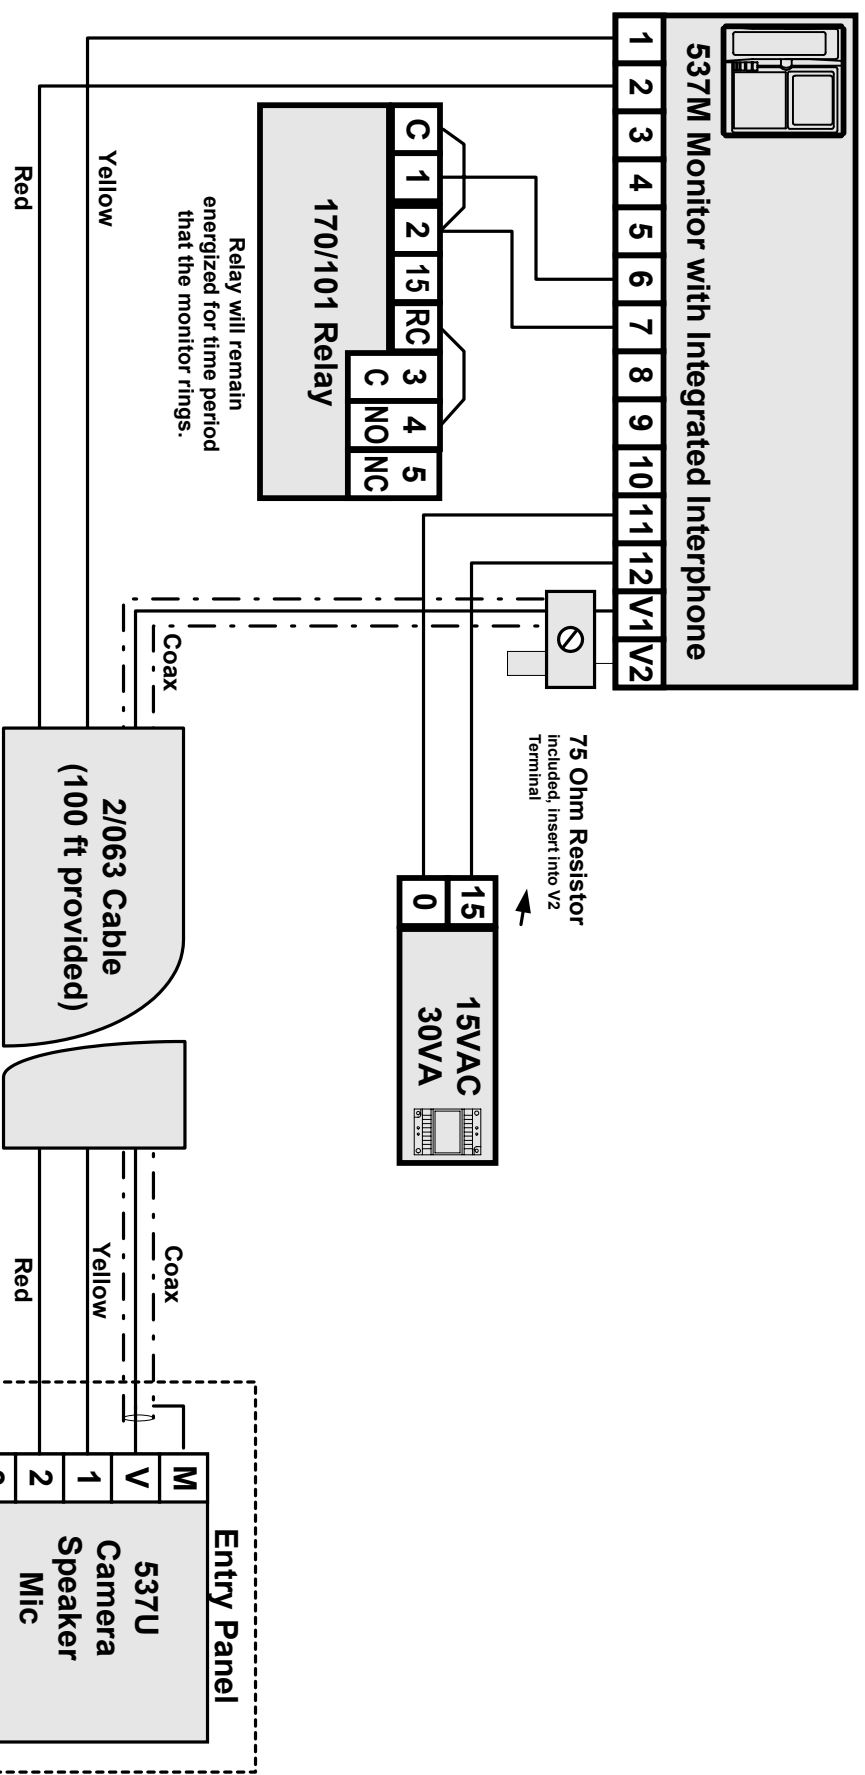 537M Monitor with Integrated Interphone
1 2 3 4 5 6 7 8 9 10 11 12 V1 V2
C 1 2 15 RC 3 4 5
C NO NC
170/101 Relay
Relay will remain
energized for time period
that the monitor rings.
Yellow
Red
Coax
75 Ohm Resistor
included, insert into V2
Terminal
15
0
15VAC
30VA
2/063 Cable
(100 ft provided)
Coax
Yellow
Red
Entry Panel
M
V
1
2
537U
Camera
Speaker
Mic